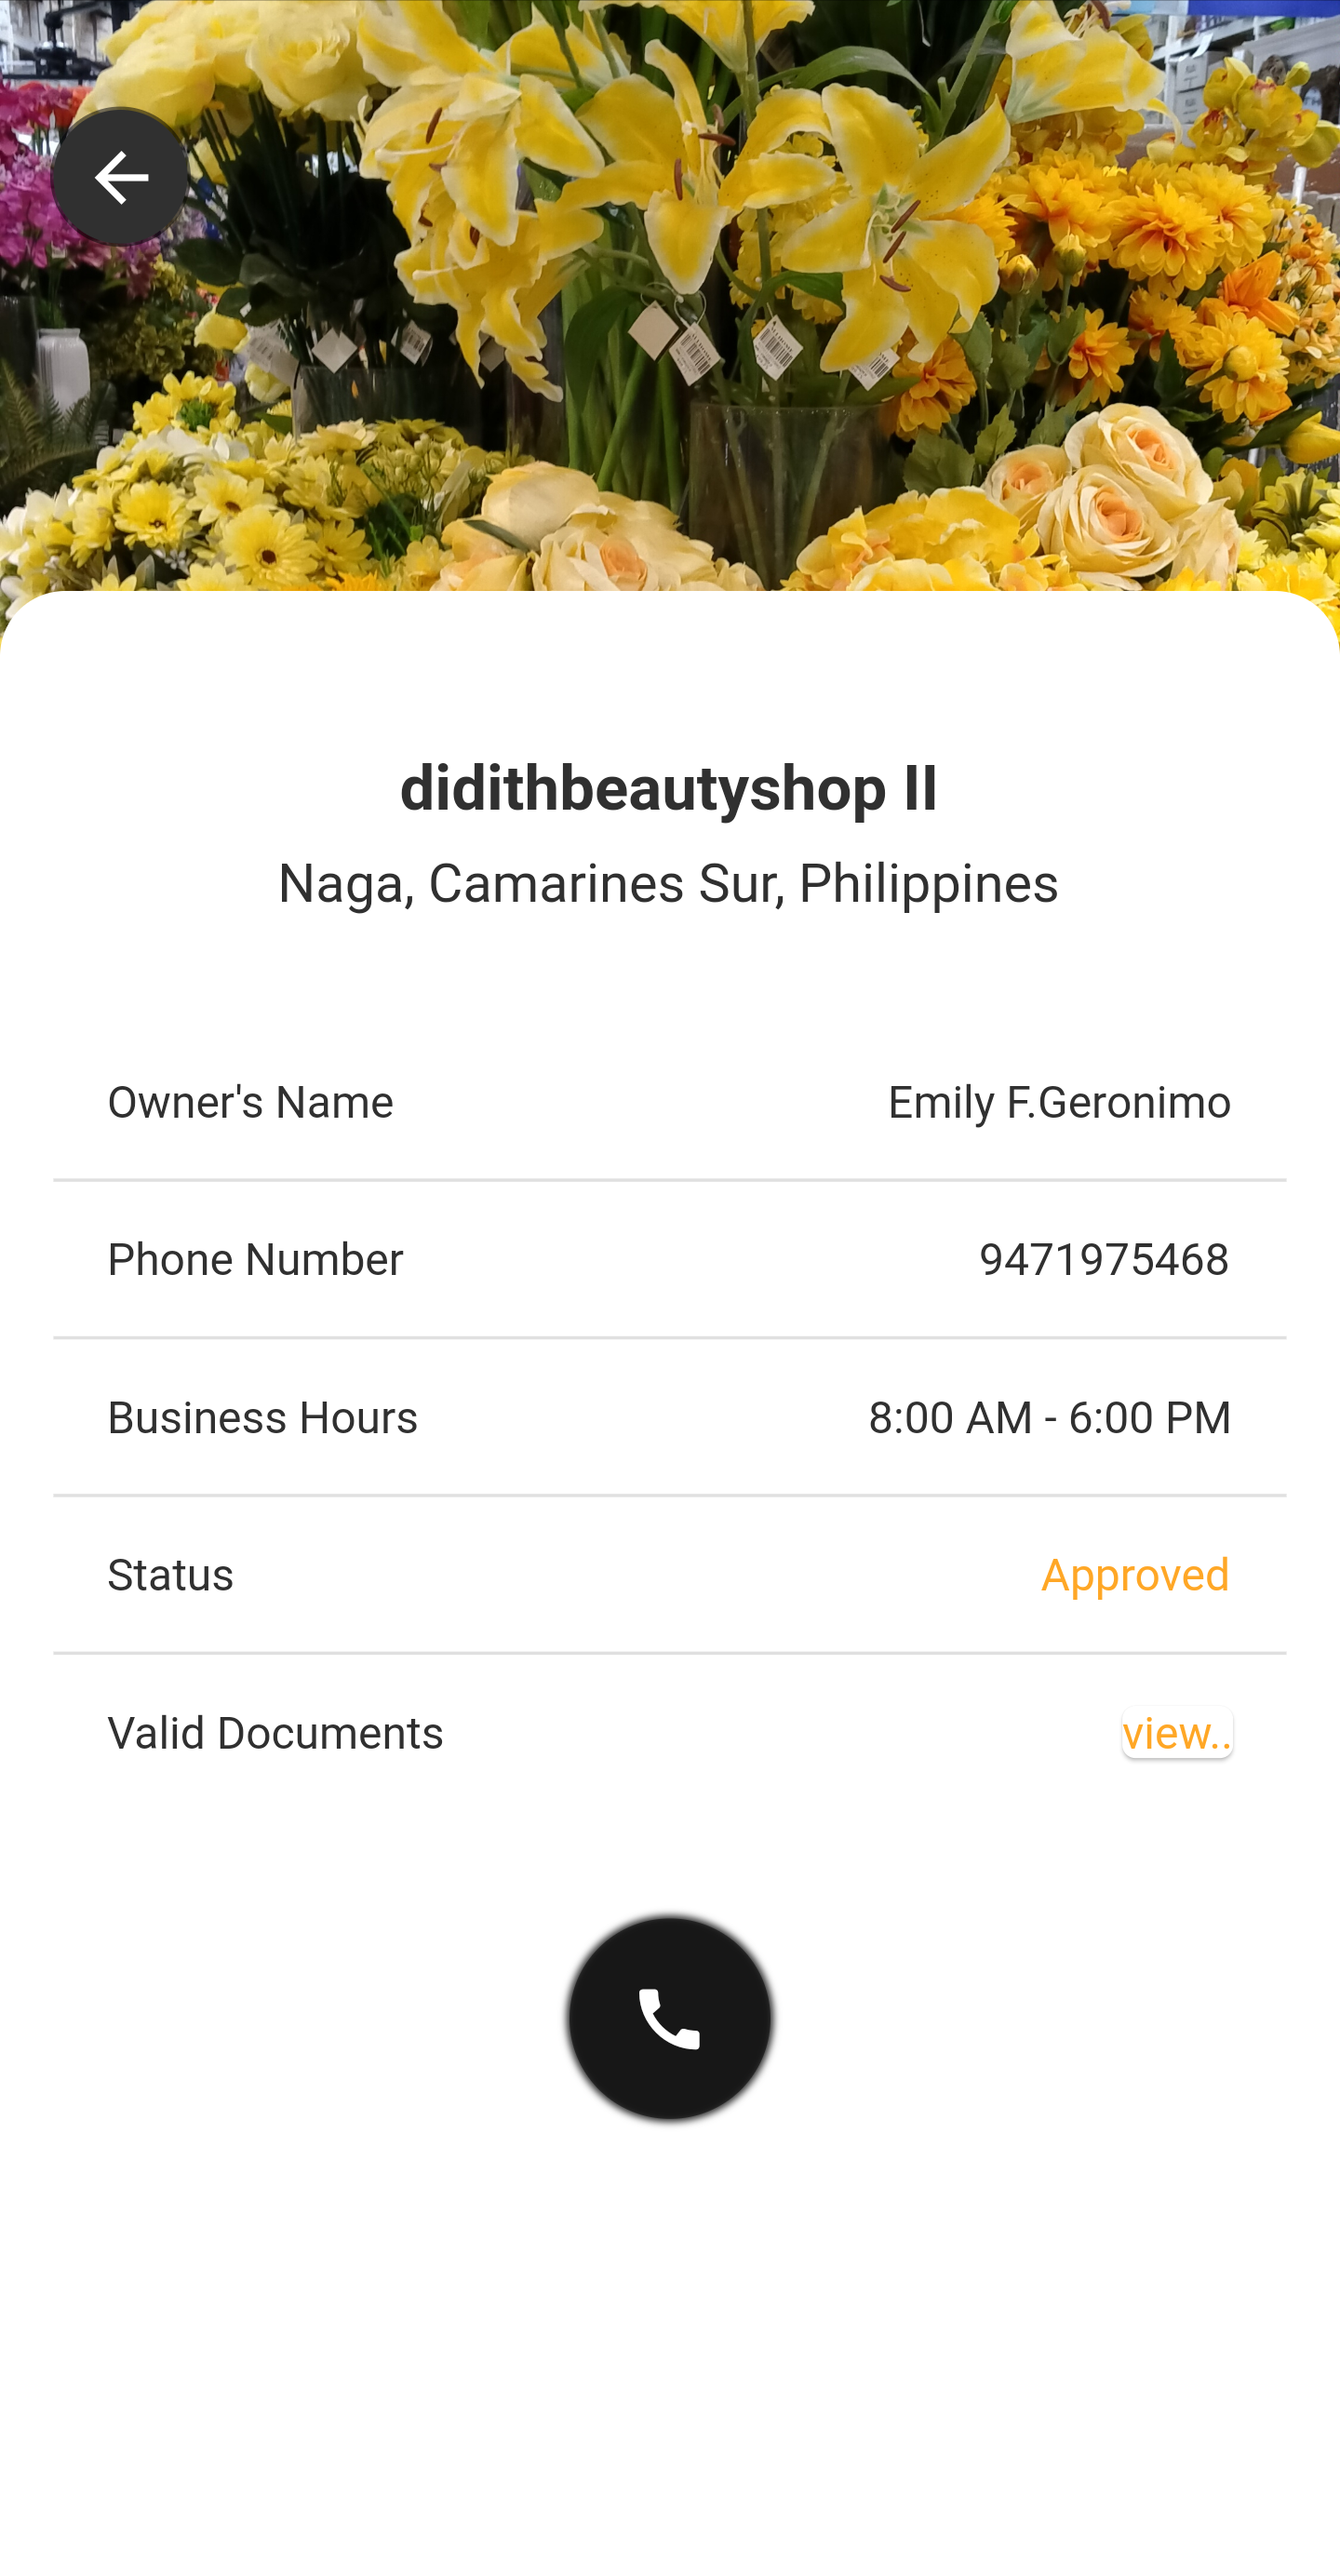 didithbeautyshop II
Naga, Camarines Sur, Philippines
Owner's Name Emily F.Geronimo
Phone Number 9471975468
Business Hours 8:00 AM - 6:00 PM
Status Approved
Valid Documents view..